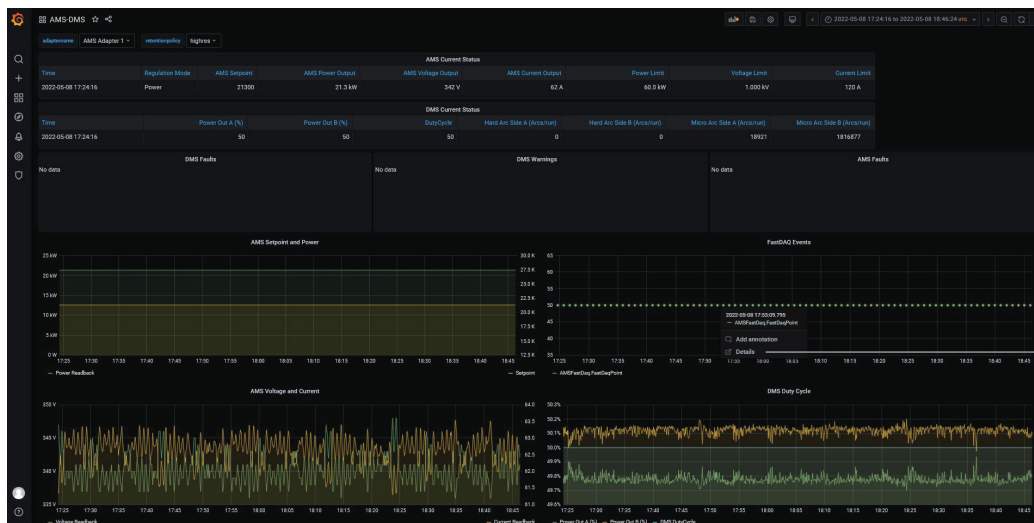 AMS-DMS
2022-05-08 17:24:16 to 2022-05-08 18:46:24 UTC
adaptername AMS Adapter 1 retentionpolicy highres
AMS Current Status
Time Regulation Mode AMS Setpoint AMS Power Output AMS Voltage Output AMS Current Output Power Limit Voltage Limit Current Limit
2022-05-08 17:24:16 Power 21300 21.3 kW 342 V 62 A 60.0 kW 1.000 kV 120 A
DMS Current Status
Time Power Out A (%) Power Out B (%) DutyCycle Hard Arc Side A (Arcs/run) Hard Arc Side B (Arcs/run) Micro Arc Side A (Arcs/run) Micro Arc Side B (Arcs/run)
2022-05-08 17:24:16 50 50 50 0 0 18921 1816877
DMS Faults DMS Warnings AMS Faults
No data No data No data
AMS Setpoint and Power FastDAQ Events
25 kW 30.0 K 65
20 kW 27.5 K 60
15 kW 25.0 K 55
10 kW 22.5 K 50
5 kW 20.0 K 45
0 W 17.5 K 40
15.0 K 35
12.5 K
2022-05-08 17:53:09.795
AMSFastDaq.FastDaqPoint
Add annotation
Details
17:25 17:30 17:35 17:40 17:45 17:50 17:55 18:00 18:05 18:10 18:15 18:20 18:25 18:30 18:35 18:40 18:45 17:25 17:30 17:35 17:40 17:45 17:50 17:55 18:00 18:05 18:10 18:15 18:20 18:25 18:30 18:35 18:40 18:45
Power Readback Setpoint AMSFastDaq.FastDaqPoint
AMS Voltage and Current DMS Duty Cycle
350 V 64.0 50.3%
345 V 63.5 50.2%
340 V 63.0 50.1%
335 V 62.5 50.0%
62.0 49.9%
61.5 49.8%
61.0 49.7%
49.6%
17:25 17:30 17:35 17:40 17:45 17:50 17:55 18:00 18:05 18:10 18:15 18:20 18:25 18:30 18:35 18:40 18:45 17:25 17:30 17:35 17:40 17:45 17:50 17:55 18:00 18:05 18:10 18:15 18:20 18:25 18:30 18:35 18:40 18:45
Voltage Readback Current Readback Power Out A (%) Power Out B (%) DMS DutyCycle